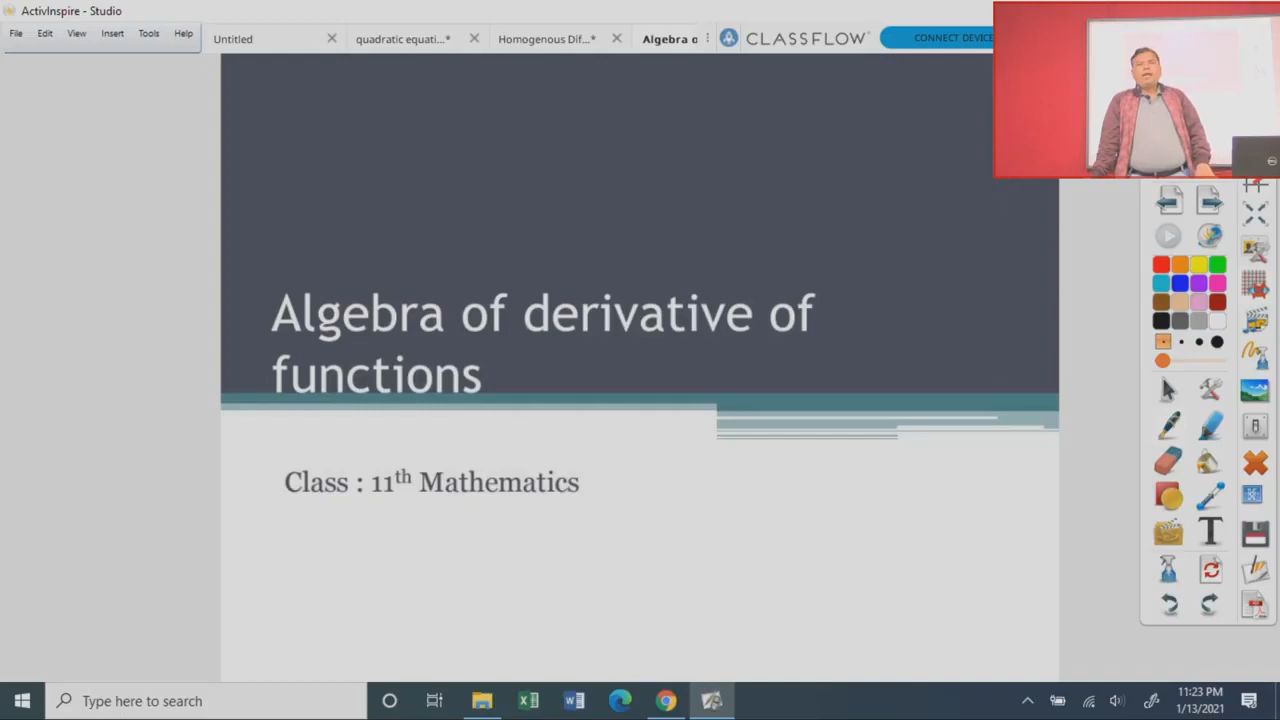 ActivInspire - Studio
File Edit View Insert Tools Help
Untitled
quadratic equati...*
Homogenous Dif...*
Algebra o
CLASSFLOW
CONNECT DEVICE
Algebra of derivative of
functions
Class : 11th Mathematics
T
Type here to search
11:23 PM
1/13/2021